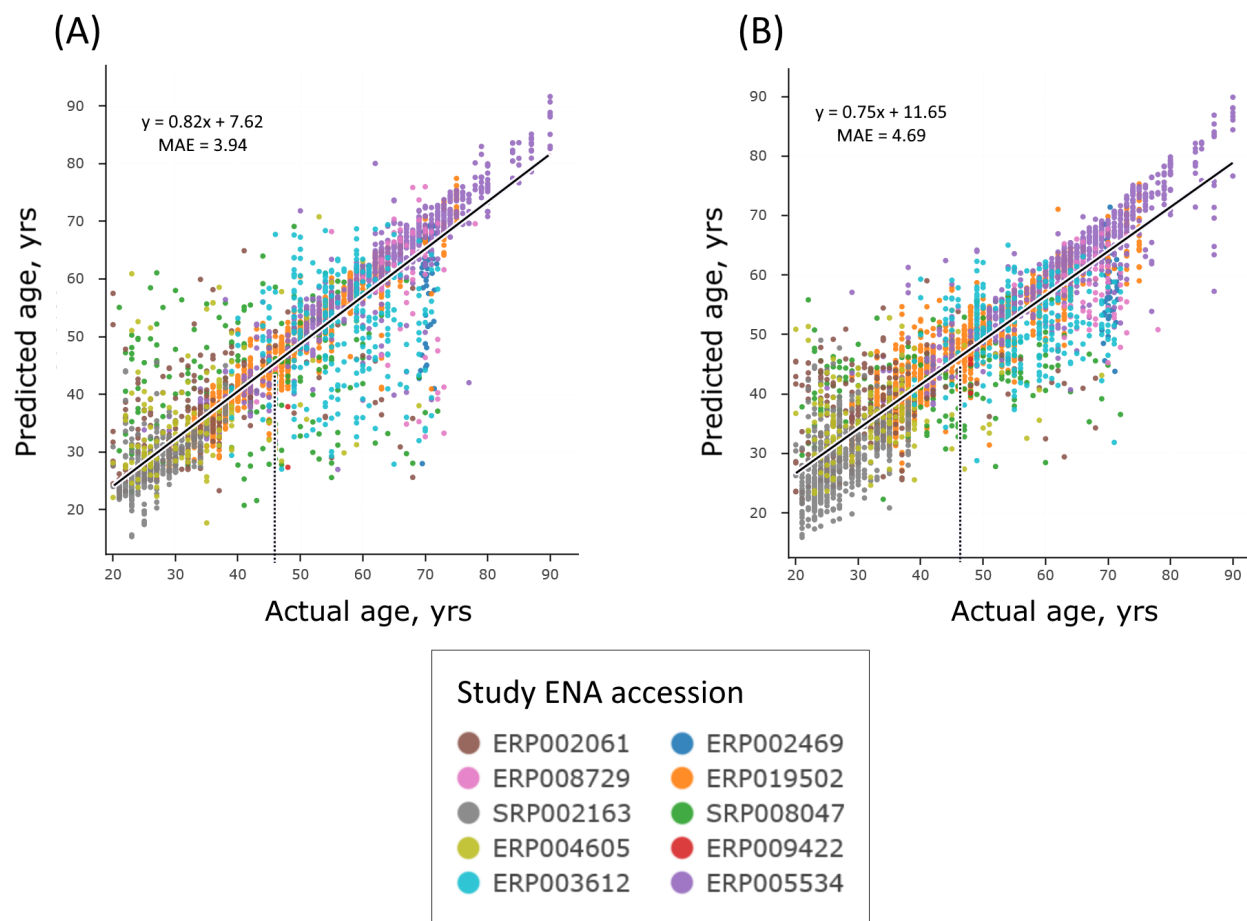 (A)
y = 0.82x + 7.62
MAE = 3.94
Predicted age, yrs
90
80
70
60
50
40
30
20
20 30 40 50 60 70 80 90
Actual age, yrs
(B)
y = 0.75x + 11.65
MAE = 4.69
Predicted age, yrs
90
80
70
60
50
40
30
20
20 30 40 50 60 70 80 90
Actual age, yrs
Study ENA accession
ERP002061 ERP002469
ERP008729 ERP019502
SRP002163 SRP008047
ERP004605 ERP009422
ERP003612 ERP005534